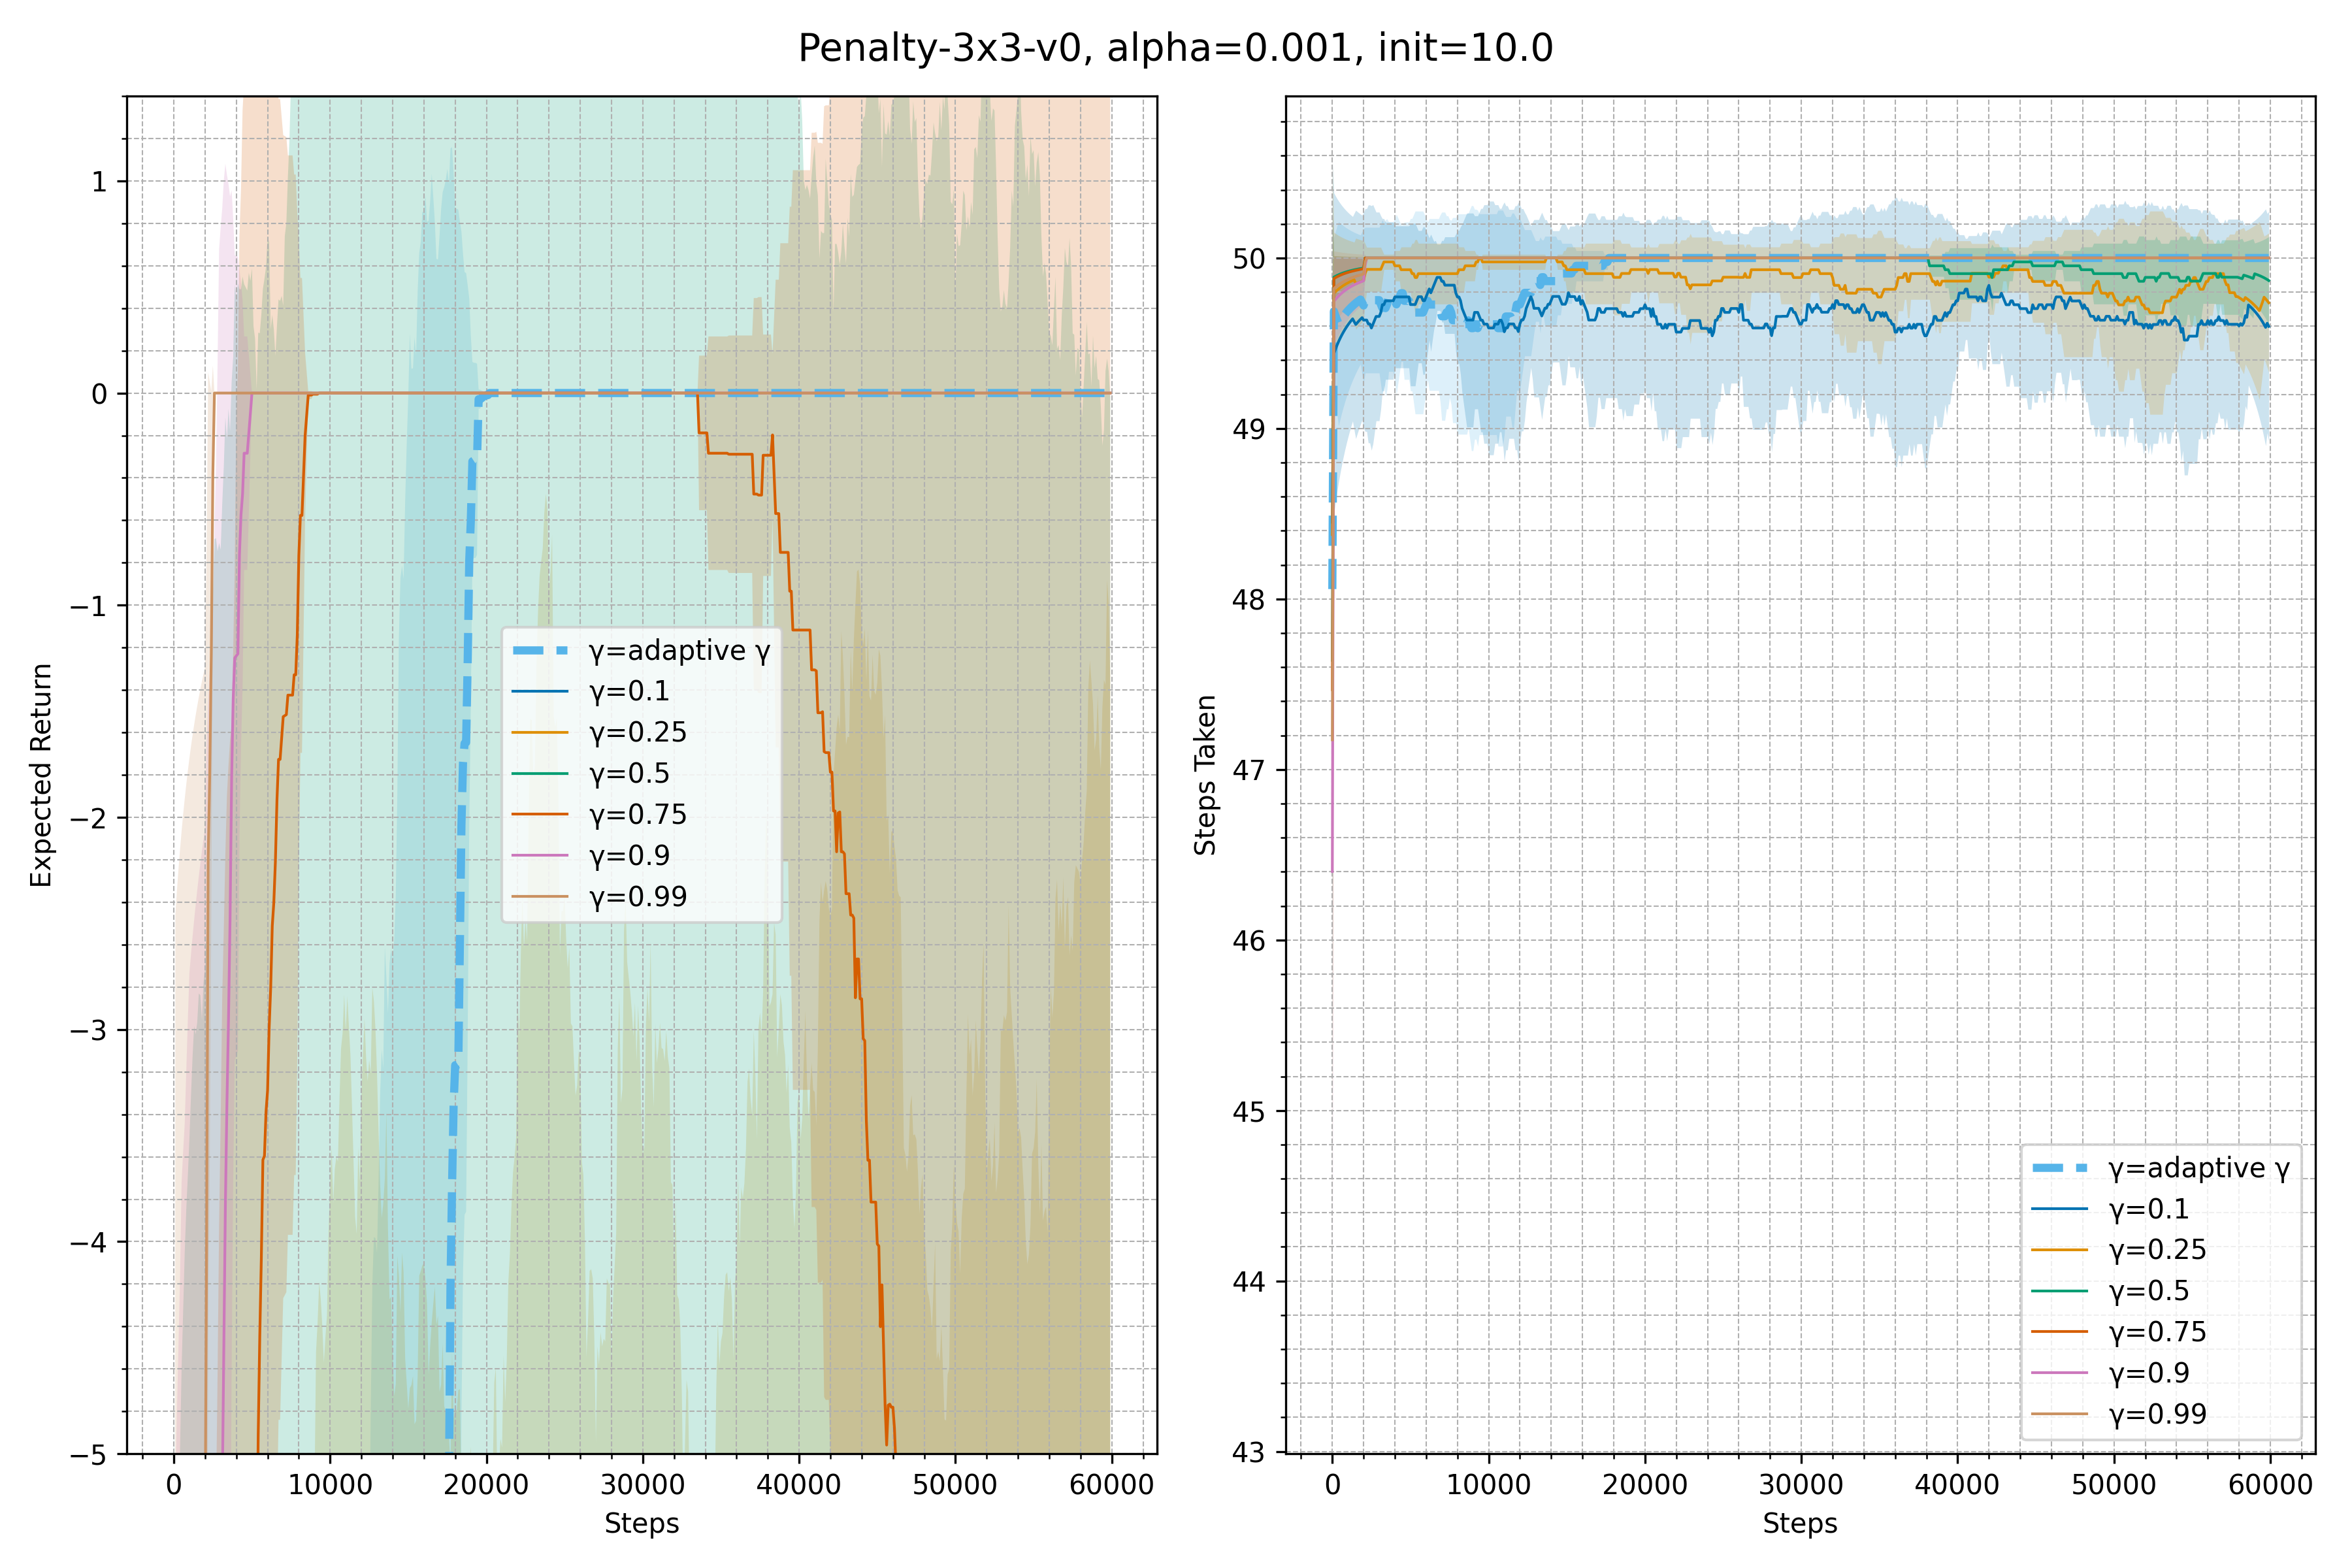 Penalty-3x3-v0, alpha=0.001, init=10.0
Expected Return
1
0
−1
−2
−3
−4
−5
0 10000 20000 30000 40000 50000 60000
Steps
γ=adaptive γ
γ=0.1
γ=0.25
γ=0.5
γ=0.75
γ=0.9
γ=0.99
Steps Taken
50
49
48
47
46
45
44
43
0 10000 20000 30000 40000 50000 60000
Steps
γ=adaptive γ
γ=0.1
γ=0.25
γ=0.5
γ=0.75
γ=0.9
γ=0.99